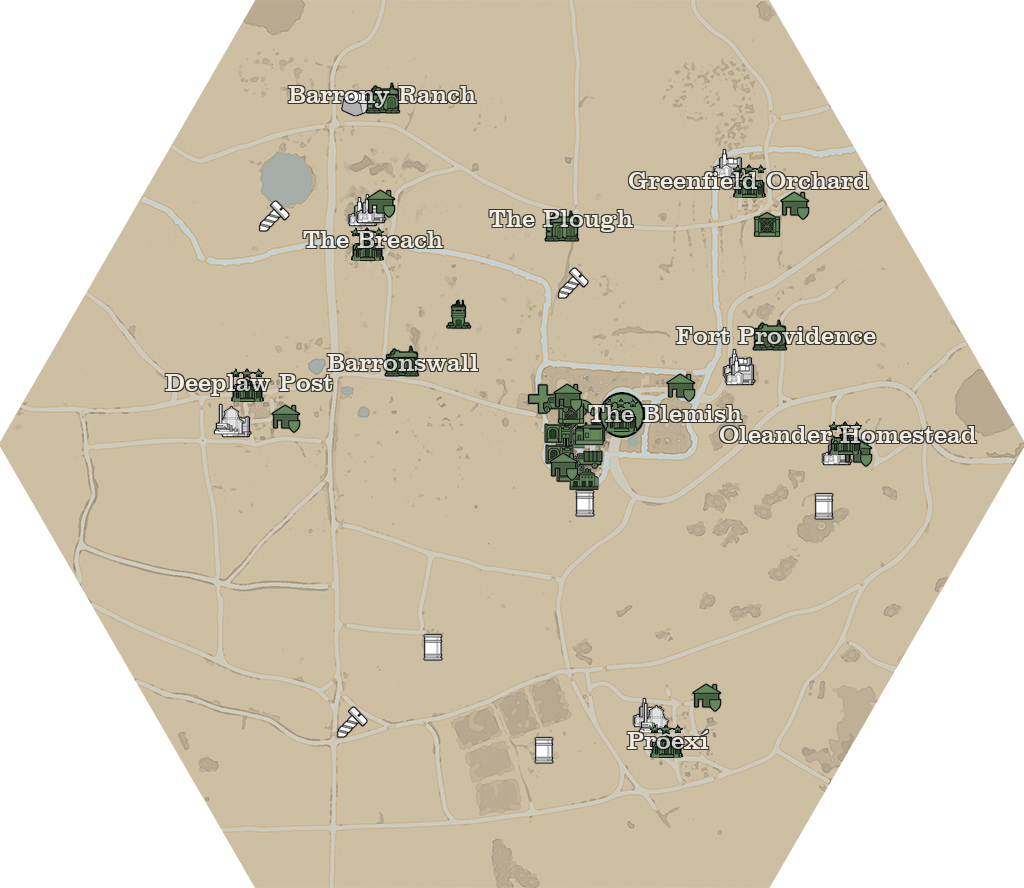 Barrony Ranch
Greenfield Orchard
The Plough
The Breach
Fort Providence
Barronswall
Deeplaw Post
The Blemish
Oleander Homestead
Proexí